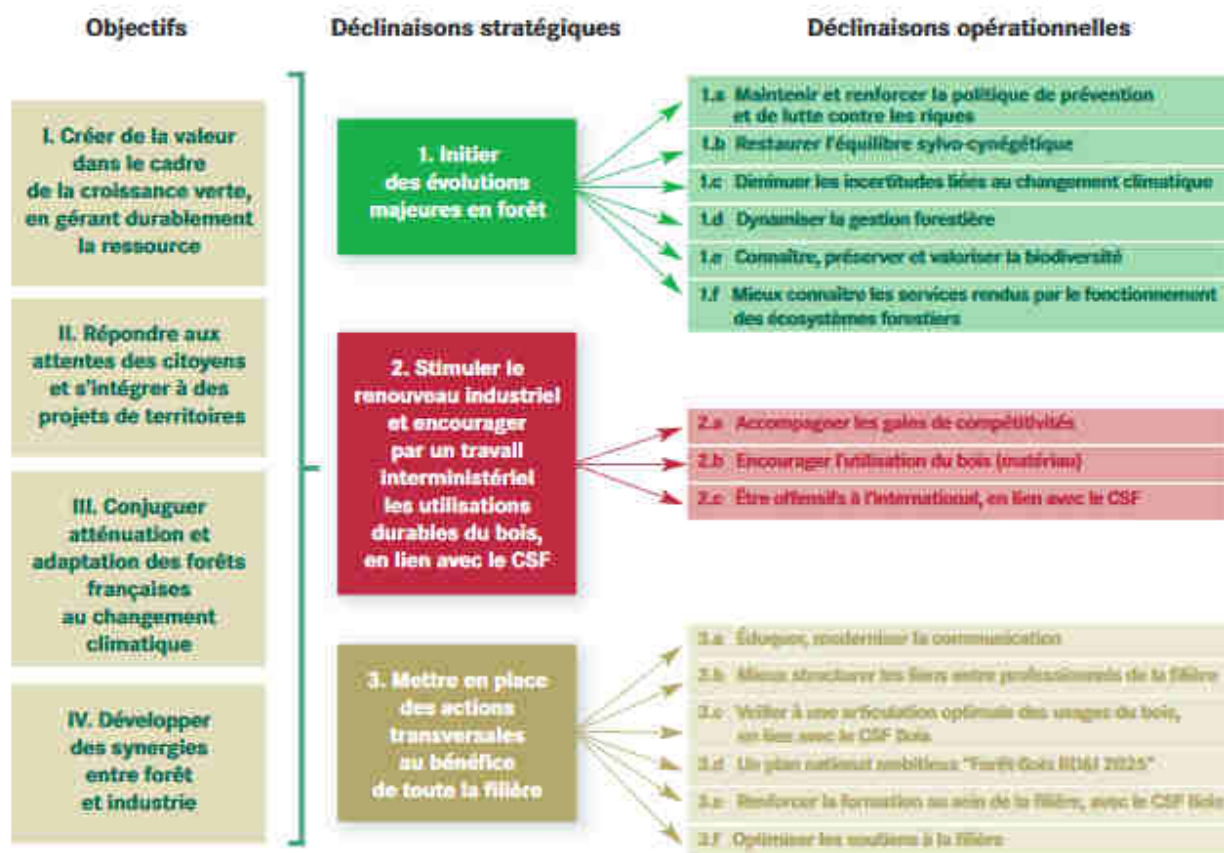 Objectifs
I. Créer de la valeur
dans le cadre
de la croissance verte,
en gérant durablement
la ressource
II. Répondre aux
attentes des citoyens
et s'intégrer à des
projets de territoires
III. Conjuguer
atténuation et
adaptation des forêts
françaises
au changement
climatique
IV. Développer
des synergies
entre forêt
et industrie
Déclinaisons stratégiques
1. Initier
des évolutions
majeures en forêt
2. Stimuler le
renouveau industriel
et encourager
par un travail
interministériel
les utilisations
durables du bois,
en lien avec le CSF
3. Mettre en place
des actions
transversales
au bénéfice
de toute la filière
Déclinaisons opérationnelles
1.a Maintenir et renforcer la politique de prévention
et de lutte contre les riques
1.b Restaurer l'équilibre sylvo-cynégétique
1.c Diminuer les incertitudes liées au changement climatique
1.d Dynamiser la gestion forestière
1.e Connaître, préserver et valoriser la biodiversité
1.f Mieux connaître les services rendus par le fonctionnement
des écosystèmes forestiers
2.a Accompagner les gains de compétitivités
2.b Encourager l'utilisation du bois (matériau)
2.c Être offensifs à l'international, en lien avec le CSF
3.a Éduquer, moderniser la communication
3.b Mieux structurer les liens entre professionnels de la filière
3.c Veiller à une articulation optimale des usages du bois,
en lien avec le CSF Bois
3.d Un plan national ambitieux "Forêt-Bois RD&I 2025"
3.e Renforcer la formation au sein de la filière, avec le CSF Bois
3.f Optimiser les soutiens à la filière